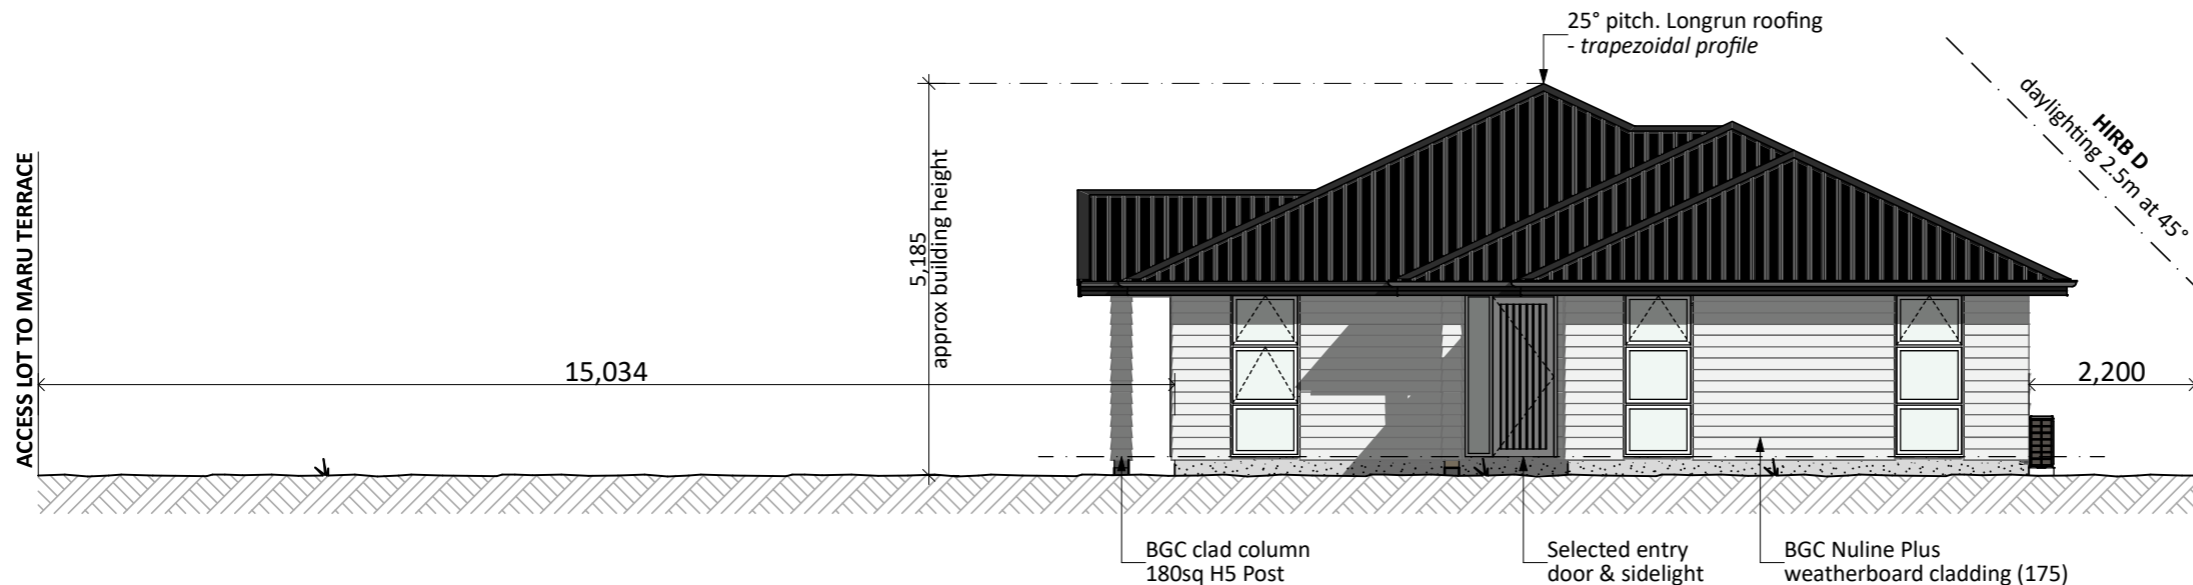 25° pitch. Longrun roofing
- trapezoidal profile
HIRB D
daylighting 2.5m at 45°
ACCESS LOT TO MARU TERRACE
5,185
approx building height
15,034
2,200
BGC clad column
180sq H5 Post
Selected entry
door & sidelight
BGC Nuline Plus
weatherboard cladding (175)